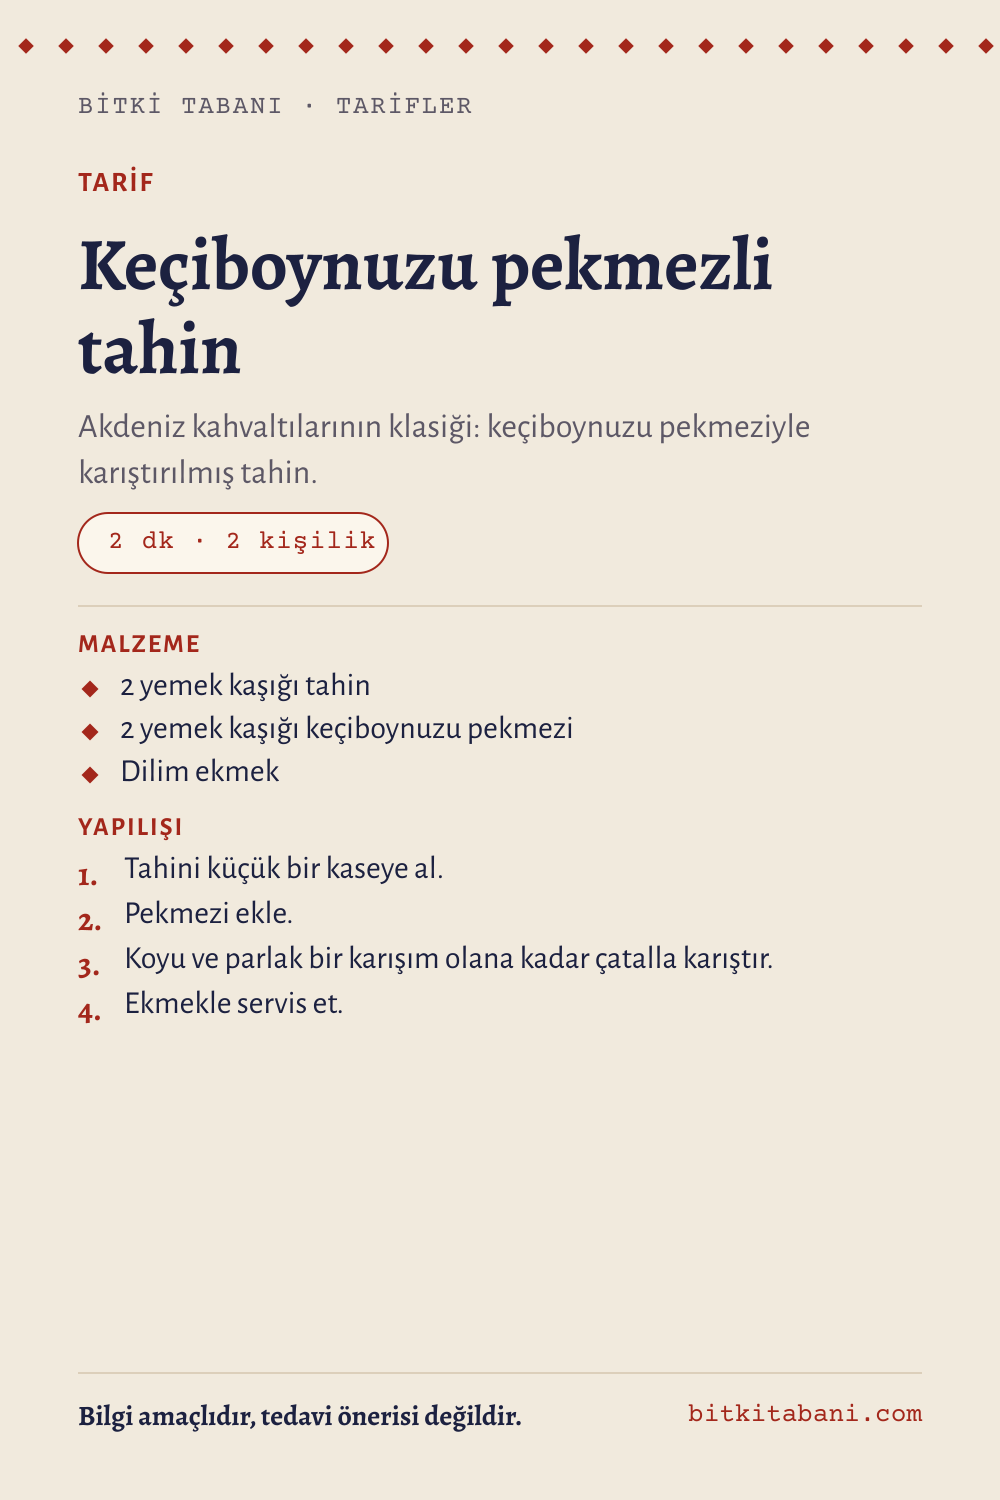 BİTKİ TABANI · TARİFLER
TARİF
Keçiboynuzu pekmezli
tahin
Akdeniz kahvaltılarının klasiği: keçiboynuzu pekmeziyle
karıştırılmış tahin.
2 dk · 2 kişilik
MALZEME
2 yemek kaşığı tahin
2 yemek kaşığı keçiboynuzu pekmezi
Dilim ekmek
YAPILIŞI
1. Tahini küçük bir kaseye al.
2. Pekmezi ekle.
3. Koyu ve parlak bir karışım olana kadar çatalla karıştır.
4. Ekmekle servis et.
Bilgi amaçlıdır, tedavi önerisi değildir. bitkitabani.com